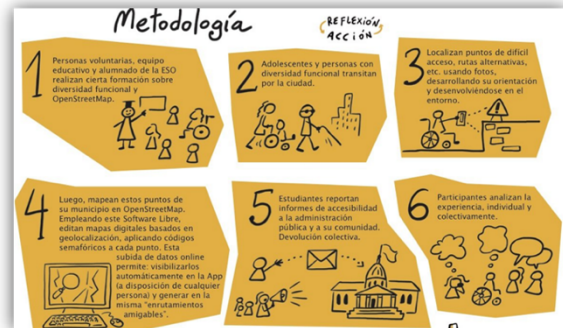 Metodología
REFLEXIÓN
ACCIÓN
1
Personas voluntarias, equipo
educativo y alumnado de la ESO
realizan cierta formación sobre
diversidad funcional y
OpenStreetMap.
2
Adolescentes y personas con
diversidad funcional transitan
por la ciudad.
3
Localizan puntos de difícil
acceso, rutas alternativas,
etc. usando fotos,
desarrollando su orientación
y desenvolviéndose en el
entorno.
4
Luego, mapean estos puntos de
su municipio en OpenStreetMap.
Empleando este Software Libre,
editan mapas digitales basados en
geolocalización, aplicando códigos
semafóricos a cada punto. Esta
subida de datos online
permite: visibilizarlos
automáticamente en la App
(a disposición de cualquier
persona) y generar en la
misma "enrutamientos
amigables".
5
Estudiantes reportan
informes de accesibilidad
a la administración
pública y a su comunidad.
Devolución colectiva.
6
Participantes analizan la
experiencia, individual y
colectivamente.